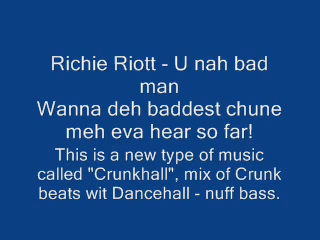 Richie Riott - U nah bad
man
Wanna deh baddest chune
meh eva hear so far!
This is a new type of music
called "Crunkhall", mix of Crunk
beats wit Dancehall - nuff bass.